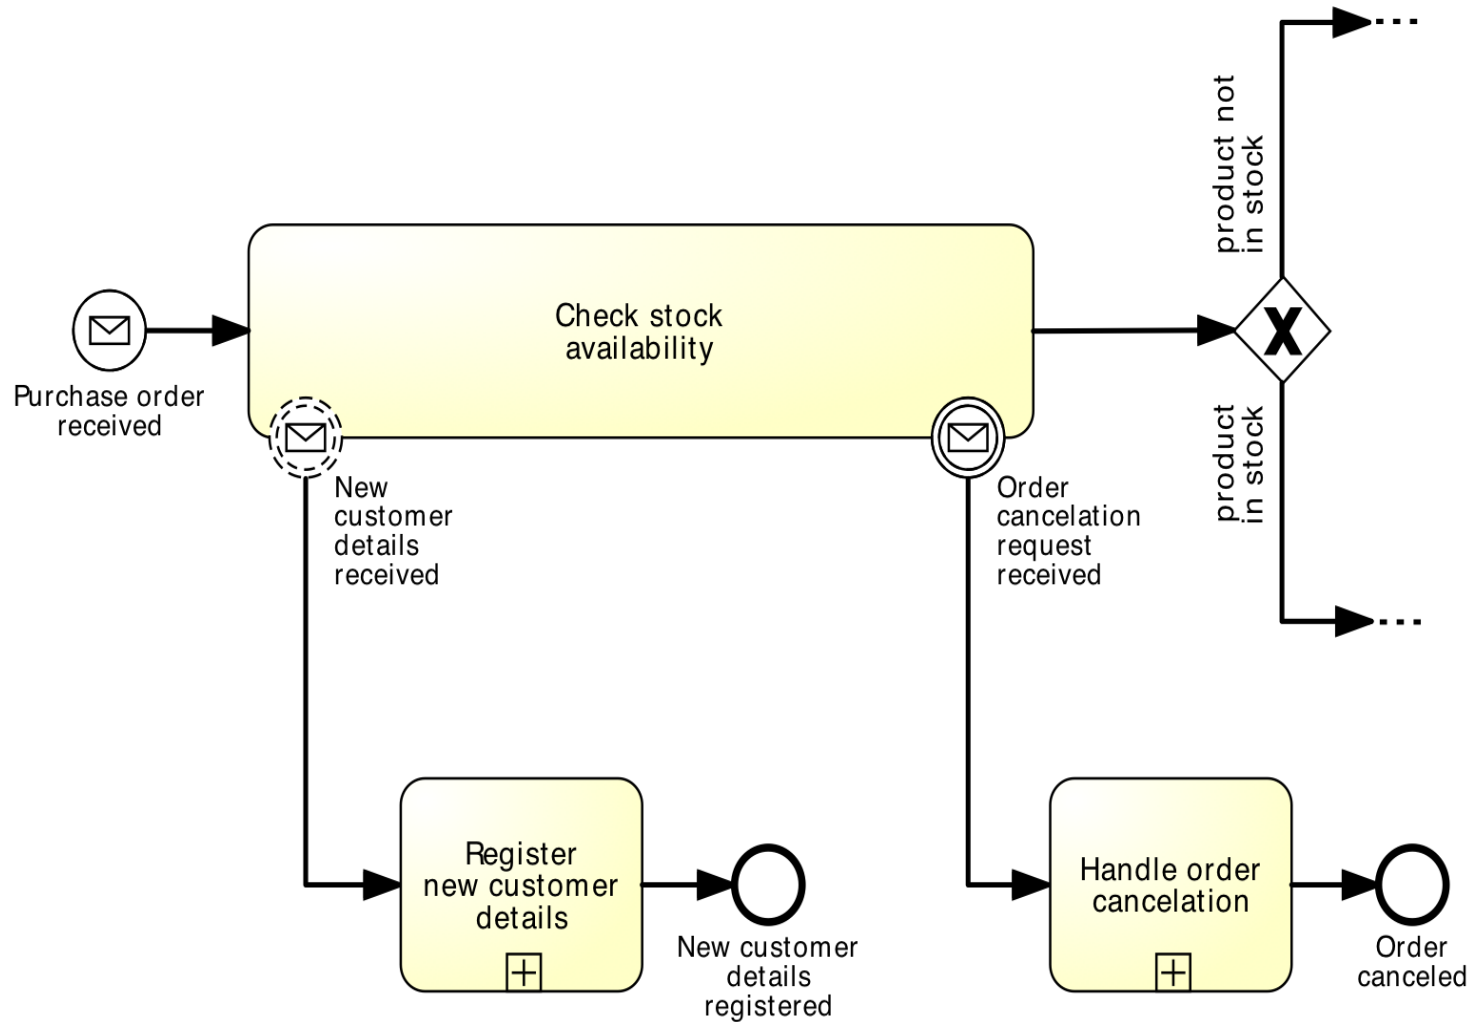 product not
in stock
Check stock
availability
Purchase order
received
X
product
in stock
New
customer
details
received
Order
cancelation
request
received
Register
new customer
details
Handle order
cancelation
New customer
details
registered
Order
canceled